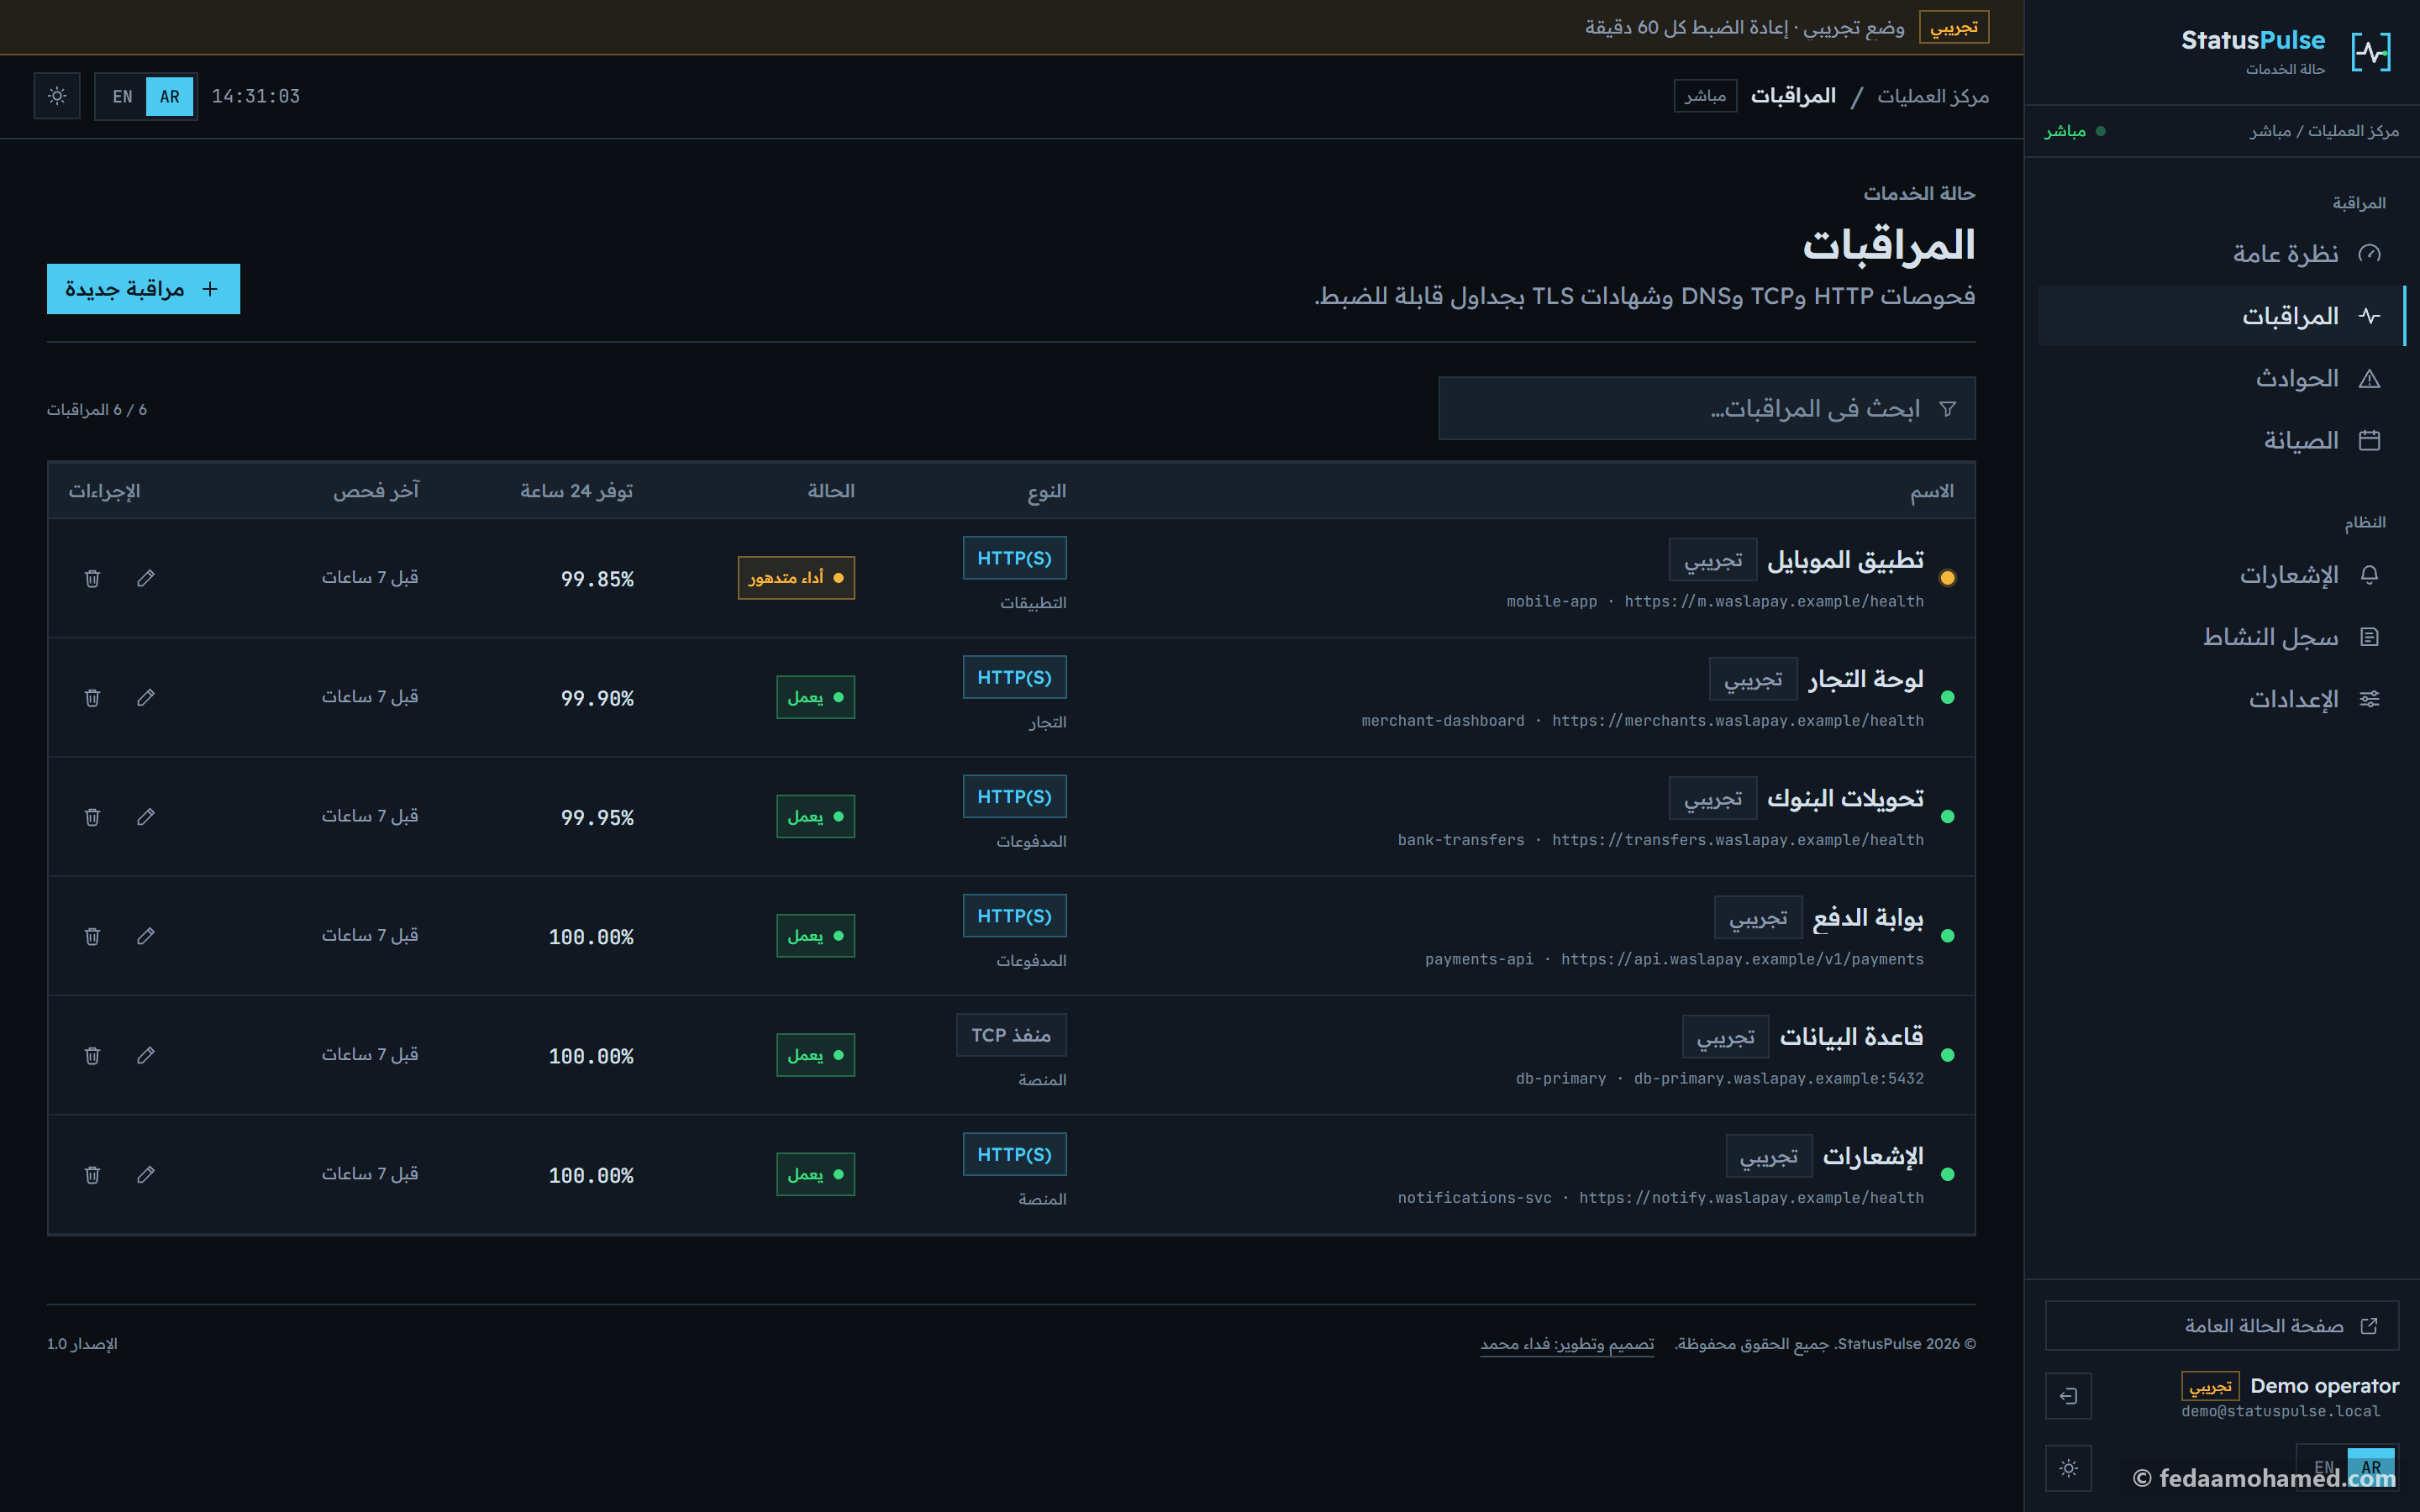 StatusPulse
حالة الخدمات
مركز العمليات / مباشر
مباشر
المراقبة
نظرة عامة
المراقبات
الحوادث
الصيانة
النظام
الإشعارات
سجل النشاط
الإعدادات
صفحة الحالة العامة
Demo operator تجريبي
demo@statuspulse.local
AR EN
© fedaamohamed.com
تجريبي وضع تجريبي · إعادة الضبط كل 60 دقيقة
مركز العمليات / المراقبات مباشر
14:31:03 AR EN
حالة الخدمات
المراقبات
فحوصات HTTP وTCP وDNS وشهادات TLS بجداول قابلة للضبط.
+ مراقبة جديدة
ابحث في المراقبات...
6 / 6 المراقبات
الاسم النوع الحالة توفر 24 ساعة آخر فحص الإجراءات
تطبيق الموبايل تجريبي HTTP(S) أداء متدهور 99.85% قبل 7 ساعات
mobile-app · https://m.waslapay.example/health التطبيقات
لوحة التجار تجريبي HTTP(S) يعمل 99.90% قبل 7 ساعات
merchant-dashboard · https://merchants.waslapay.example/health التجار
تحويلات البنوك تجريبي HTTP(S) يعمل 99.95% قبل 7 ساعات
bank-transfers · https://transfers.waslapay.example/health المدفوعات
بوابة الدفع تجريبي HTTP(S) يعمل 100.00% قبل 7 ساعات
payments-api · https://api.waslapay.example/v1/payments المدفوعات
قاعدة البيانات تجريبي منفذ TCP يعمل 100.00% قبل 7 ساعات
db-primary · db-primary.waslapay.example:5432 المنصة
الإشعارات تجريبي HTTP(S) يعمل 100.00% قبل 7 ساعات
notifications-svc · https://notify.waslapay.example/health المنصة
© 2026 StatusPulse. جميع الحقوق محفوظة. تصميم وتطوير: فداء محمد
الإصدار 1.0